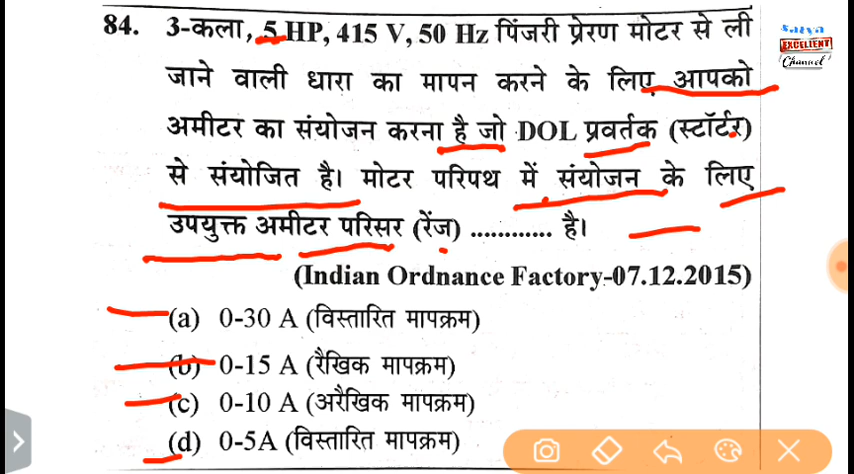 84. 3-कला, 5 HP, 415 V, 50 Hz पिंजरी प्रेरण मोटर से ली
जाने वाली धारा का मापन करने के लिए आपको
अमीटर का संयोजन करना है जो DOL प्रवर्तक (स्टॉर्टर)
से संयोजित है। मोटर परिपथ में संयोजन के लिए
उपयुक्त अमीटर परिसर (रेंज) ............ है।
(Indian Ordnance Factory-07.12.2015)
(a) 0-30 A (विस्तारित मापक्रम)
(b) 0-15 A (रैखिक मापक्रम)
(c) 0-10 A (अरैखिक मापक्रम)
(d) 0-5A (विस्तारित मापक्रम)
Satya
EXCELLENT
Channel